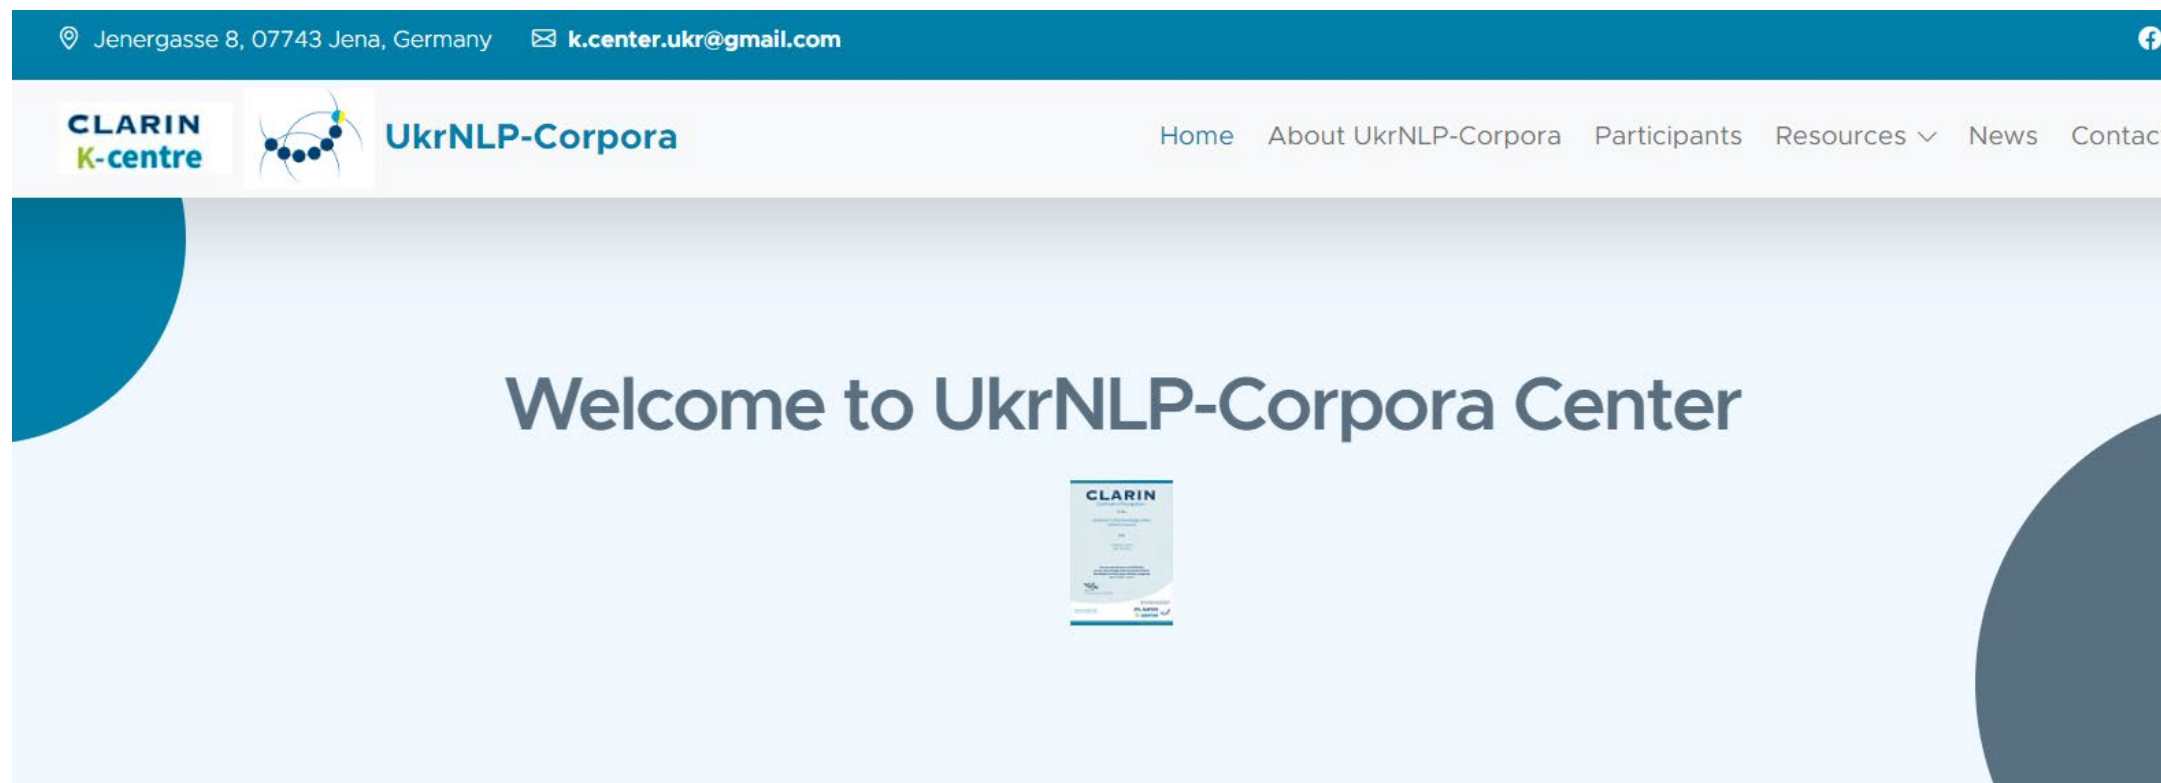 Jenergasse 8, 07743 Jena, Germany k.center.ukr@gmail.com
CLARIN
K-centre
UkrNLP-Corpora
Home About UkrNLP-Corpora Participants Resources News Contac
Welcome to UkrNLP-Corpora Center
CLARIN
CLARIN